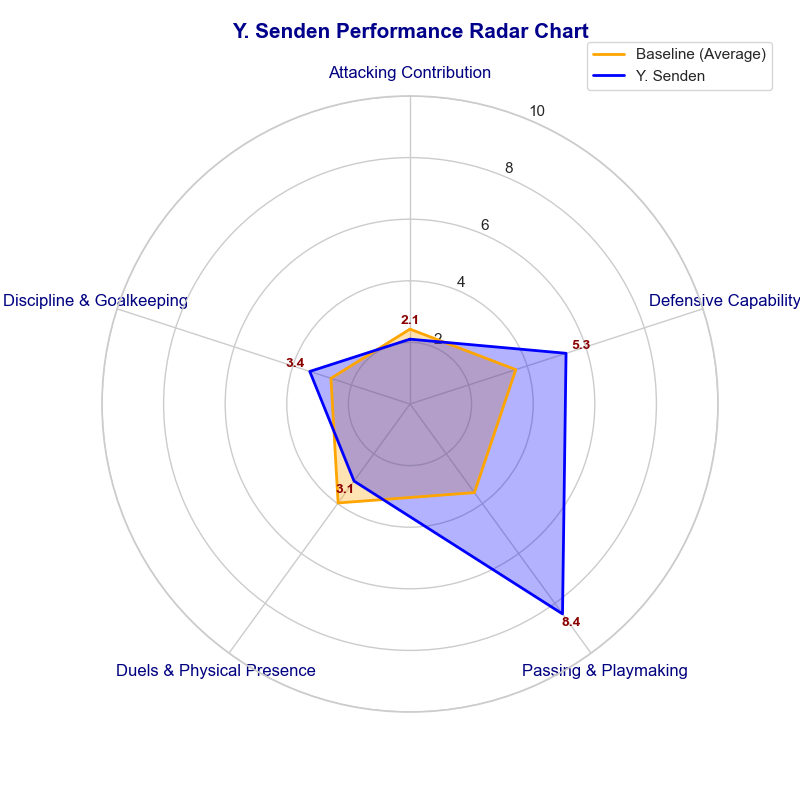 Y. Senden Performance Radar Chart
Baseline (Average)
Y. Senden
Attacking Contribution
10
8
6
4
2
2.1
Discipline & Goalkeeping
Defensive Capability
5.3
3.4
3.1
8.4
Duels & Physical Presence
Passing & Playmaking